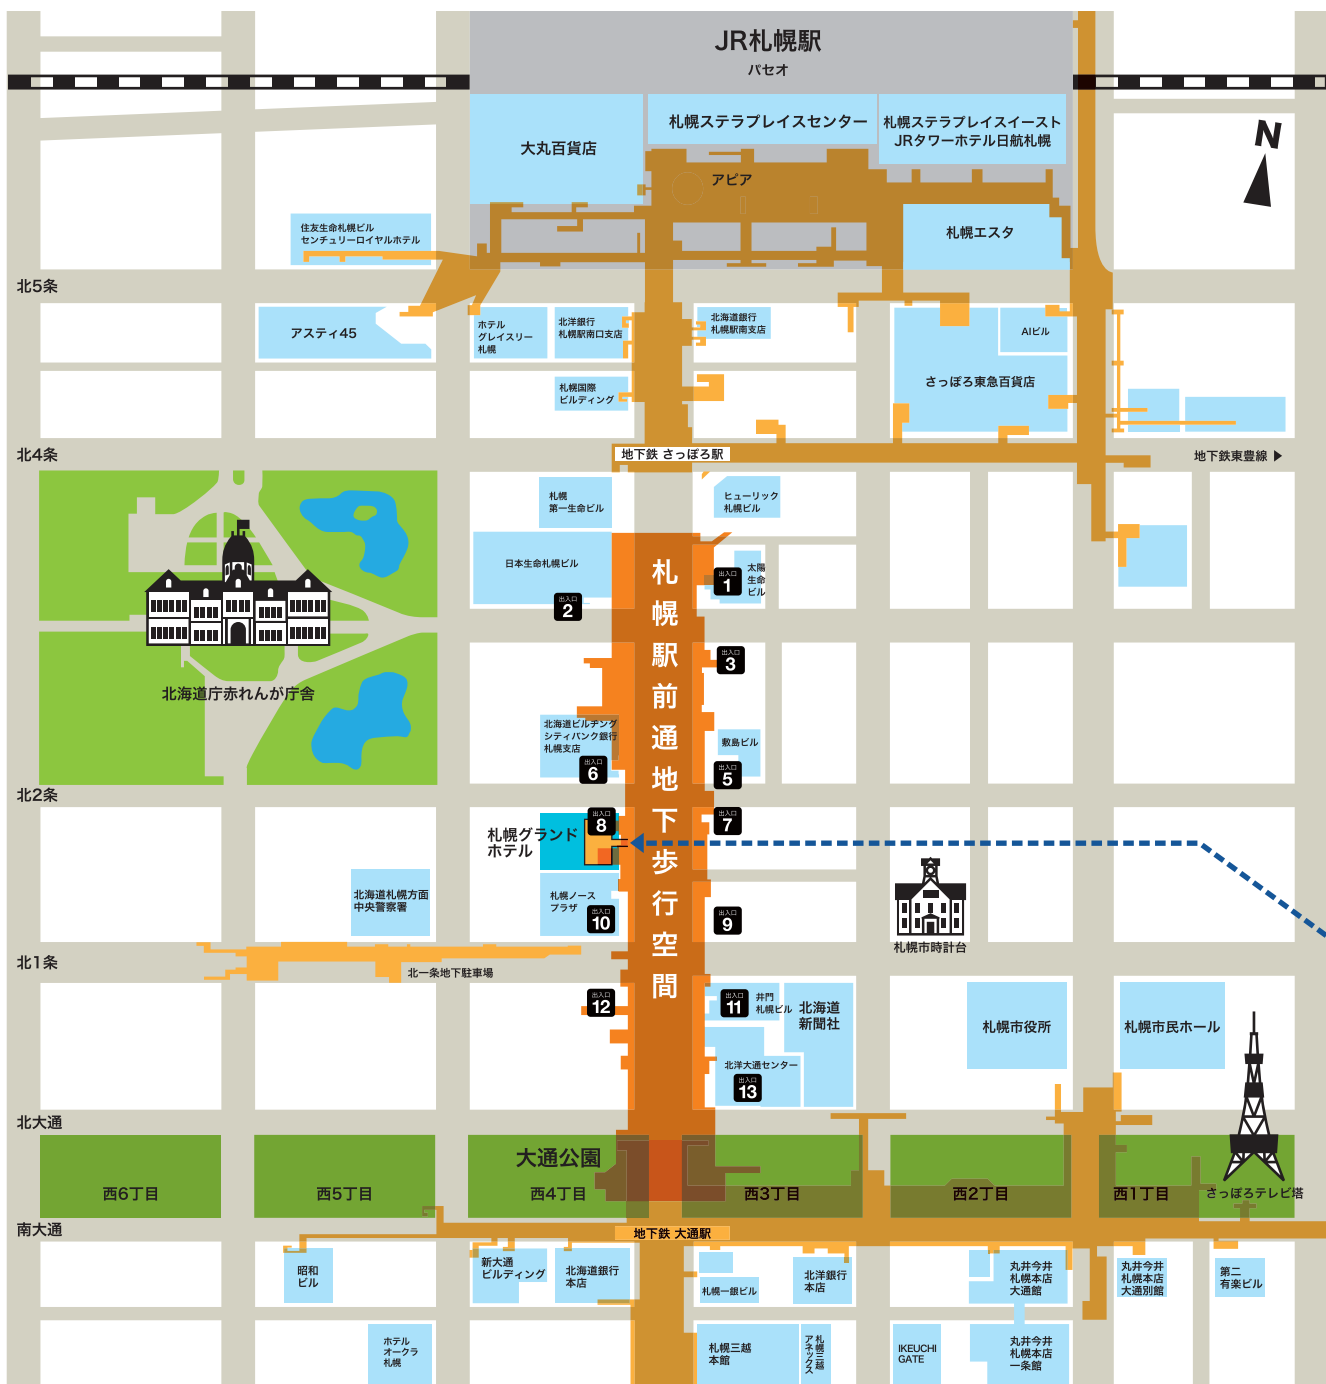 JR札幌駅
パセオ
大丸百貨店
札幌ステラプレイスセンター
札幌ステラプレイスイースト
JRタワーホテル日航札幌
N
アピア
住友生命札幌ビル
センチュリーロイヤルホテル
札幌エスタ
北5条
アスティ45
ホテル
グレイスリー
札幌
北洋銀行
札幌駅南口支店
北海道銀行
札幌駅南支店
AIビル
さっぽろ東急百貨店
札幌国際
ビルディング
北4条
地下鉄 さっぽろ駅
地下鉄東豊線
札幌
第一生命ビル
ヒューリック
札幌ビル
日本生命札幌ビル
太陽
生命
ビル
出入口
1
出入口
2
札幌駅前通地下歩行空間
出入口
3
北海道庁赤れんが庁舎
北海道ビルヂング
シティバンク銀行
札幌支店
敷島ビル
出入口
6
出入口
5
北2条
出入口
8
出入口
7
札幌グランド
ホテル
北海道札幌方面
中央警察署
札幌ノース
プラザ
出入口
10
出入口
9
札幌市時計台
北1条
北一条地下駐車場
出入口
12
出入口
11
井門
札幌ビル
北海道
新聞社
札幌市役所
札幌市民ホール
北洋大通センター
出入口
13
北大通
大通公園
西6丁目
西5丁目
西4丁目
西3丁目
西2丁目
西1丁目
さっぽろテレビ塔
南大通
地下鉄 大通駅
昭和
ビル
新大通
ビルディング
北海道銀行
本店
札幌一銀ビル
北洋銀行
本店
丸井今井
札幌本店
大通館
丸井今井
札幌本店
大通別館
第二
有楽ビル
ホテル
オークラ
札幌
札幌三越
本館
札幌三越
アネックス
IKEUCHI
GATE
丸井今井
札幌本店
一条館